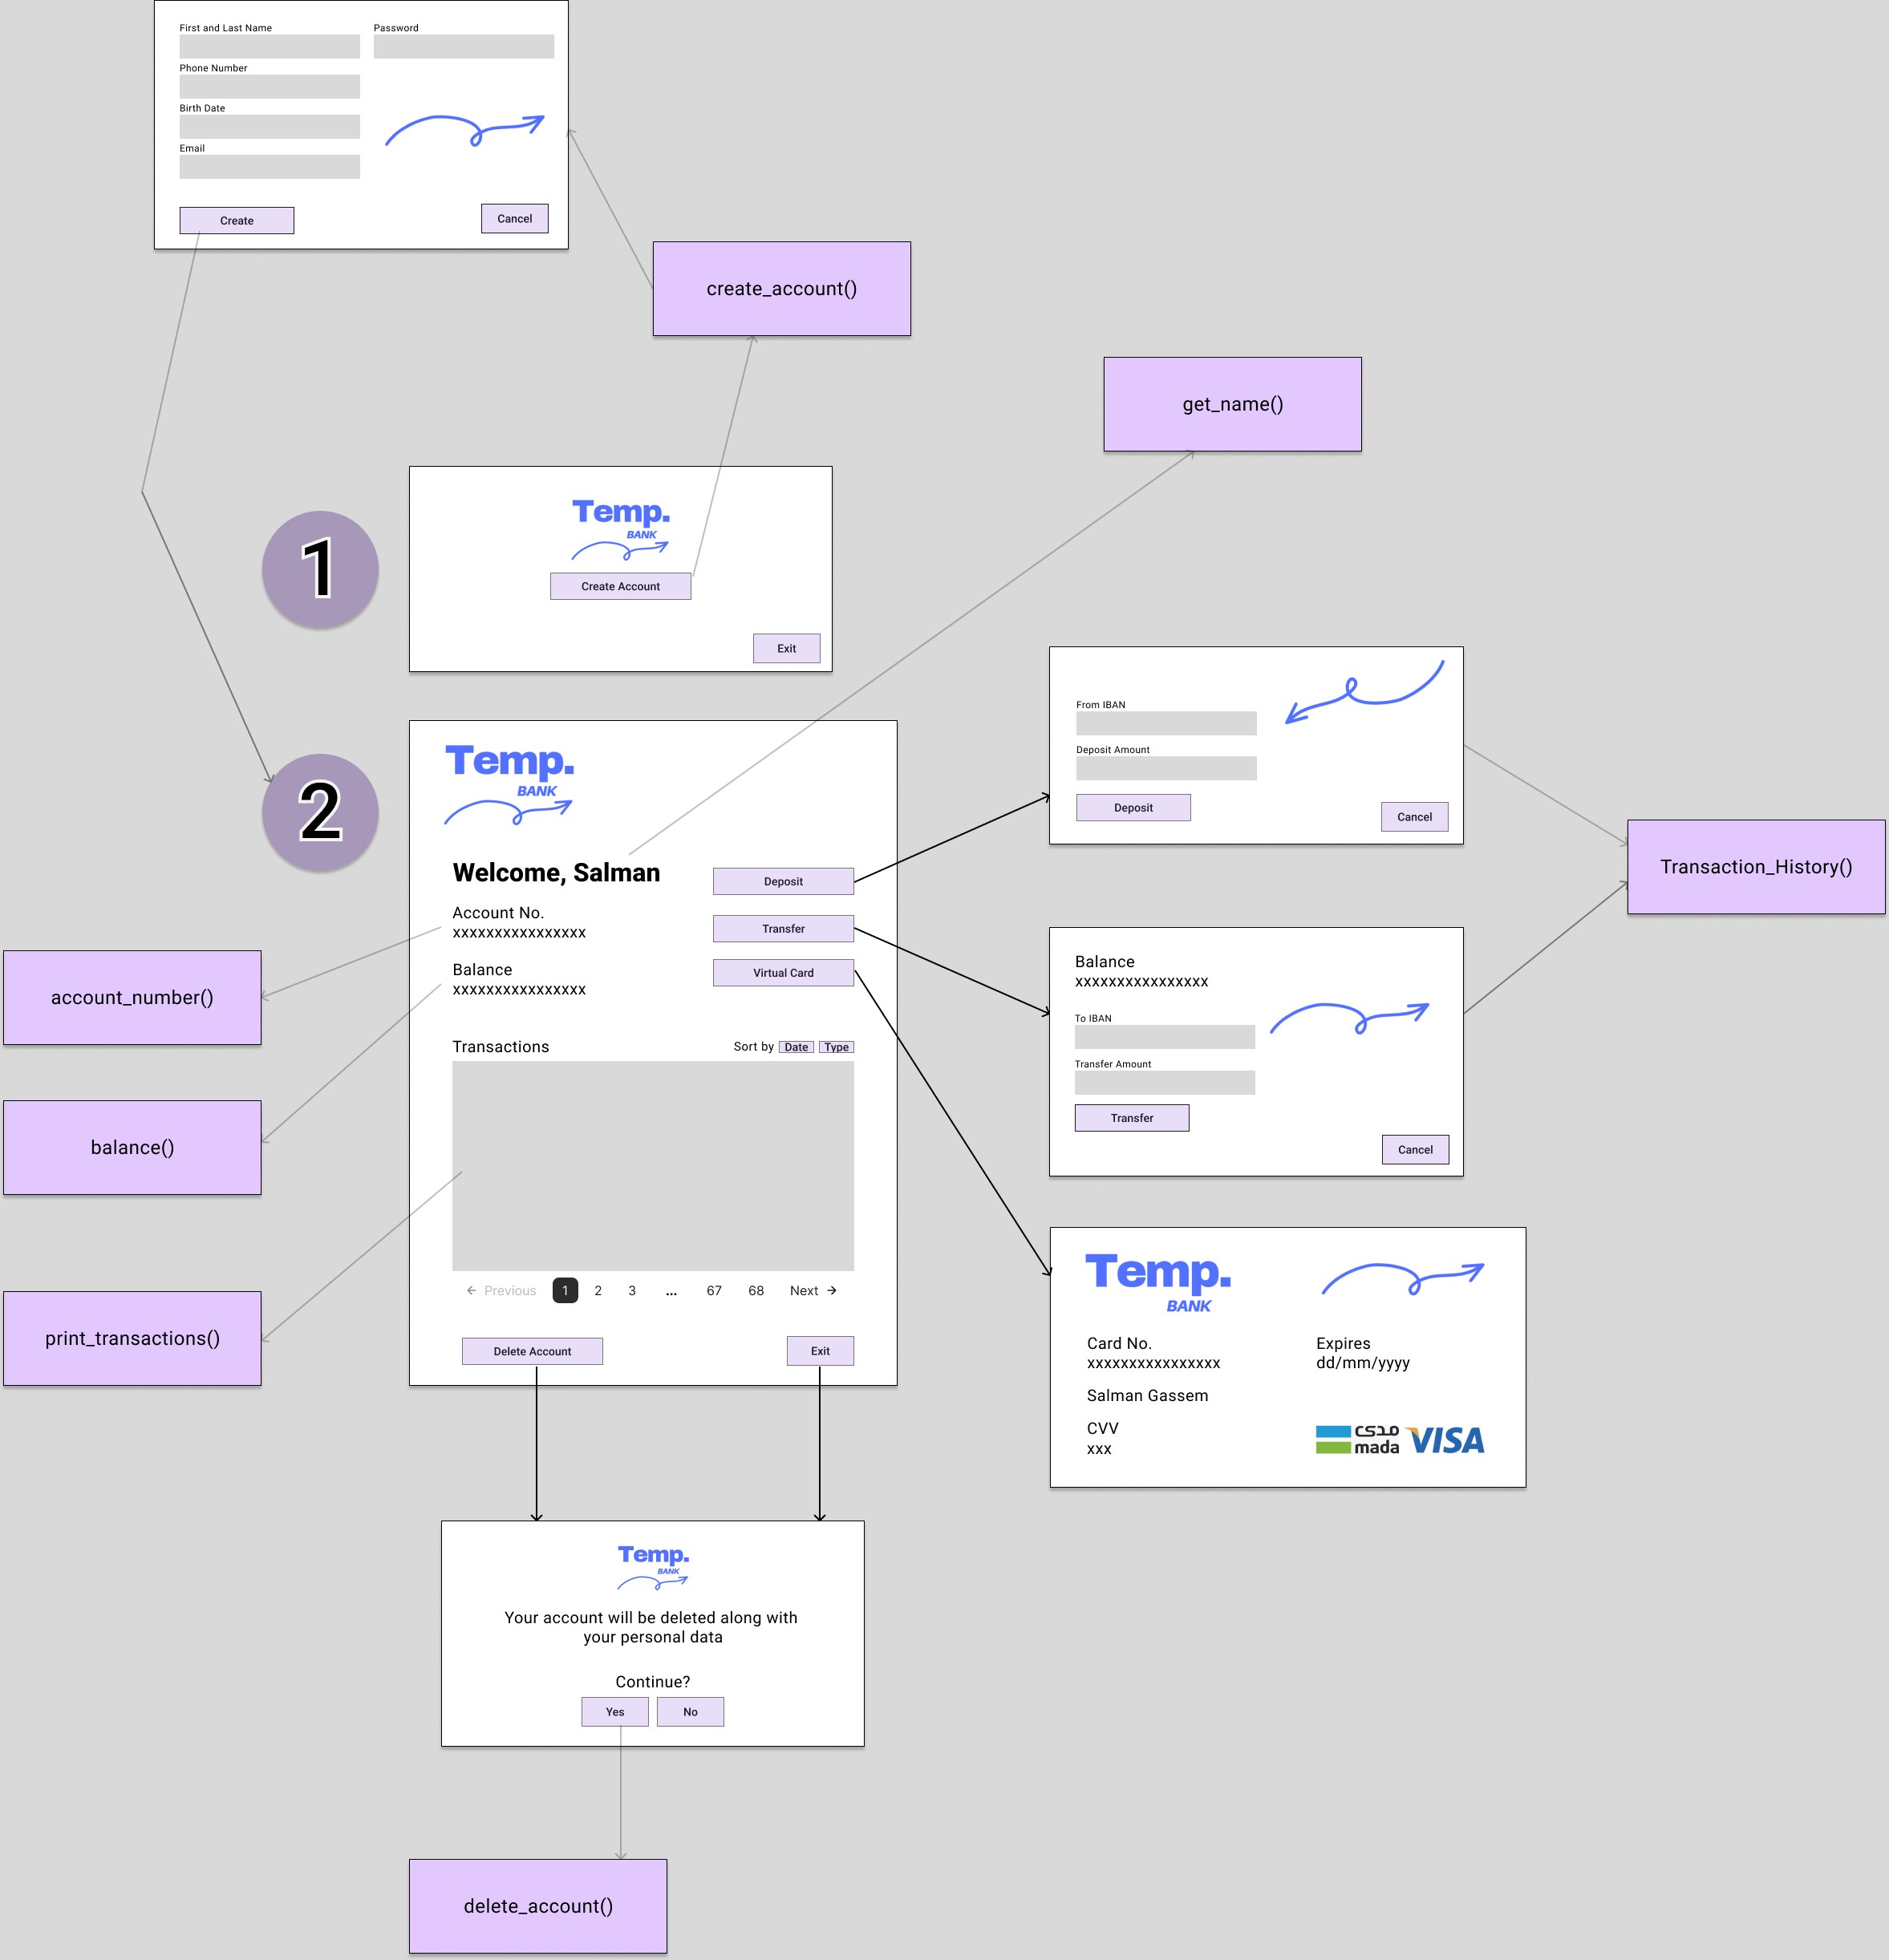 First and Last Name
Password
Phone Number
Birth Date
Email
Create
Cancel
create_account()
get_name()
1
Temp.
BANK
Create Account
Exit
2
Temp.
BANK
Welcome, Salman
Account No.
xxxxxxxxxxxxxxxx
Balance
xxxxxxxxxxxxxxxx
Deposit
Transfer
Virtual Card
Transactions
Sort by Date Type
← Previous 1 2 3 ... 67 68 Next →
Delete Account
Exit
account_number()
balance()
print_transactions()
From IBAN
Deposit Amount
Deposit
Cancel
Transaction_History()
Balance
xxxxxxxxxxxxxxxx
To IBAN
Transfer Amount
Transfer
Cancel
Temp.
BANK
Card No.
xxxxxxxxxxxxxxxx
Expires
dd/mm/yyyy
Salman Gassem
CVV
xxx
مدى
mada
VISA
Temp.
BANK
Your account will be deleted along with
your personal data
Continue?
Yes
No
delete_account()